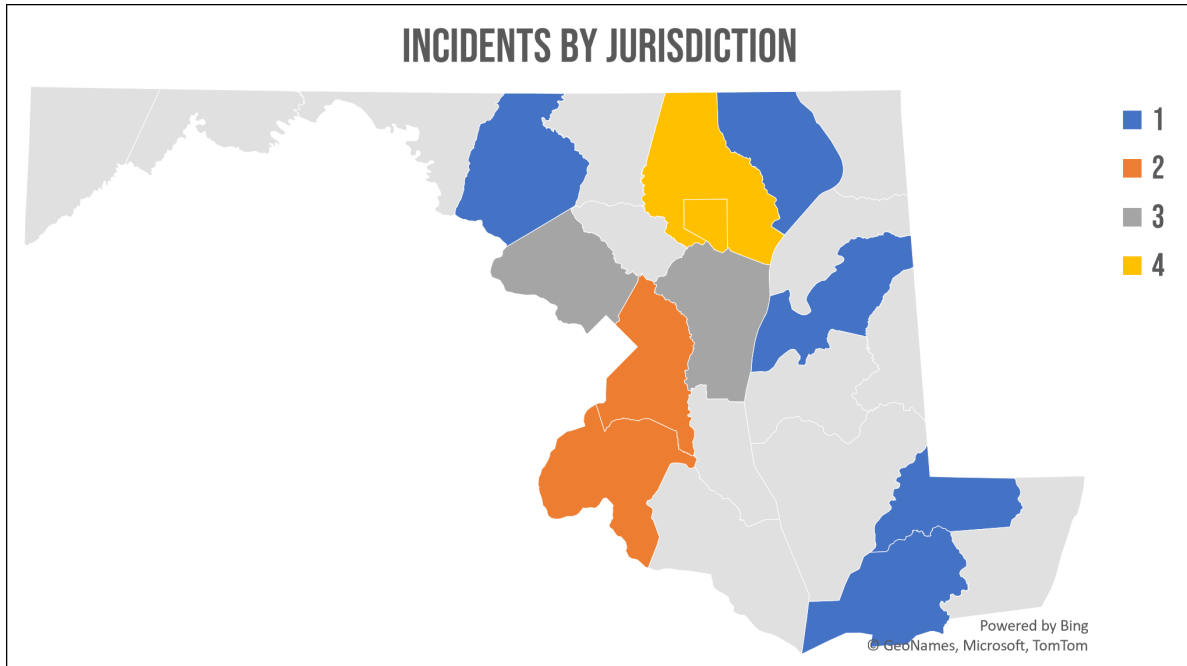 INCIDENTS BY JURISDICTION
1
2
3
4
Powered by Bing
© GeoNames, Microsoft, TomTom